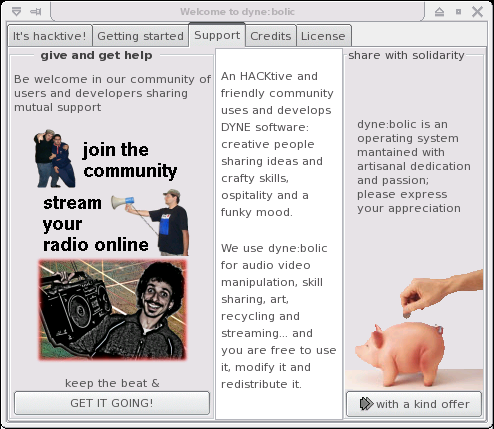 Welcome to dyne:bolic
It's hacktive!
Getting started
Support
Credits
License
give and get help
Be welcome in our community of
users and developers sharing
mutual support
join the
community
stream
your
radio online
keep the beat &
GET IT GOING!
An HACKtive and
friendly community
uses and develops
DYNE software:
creative people
sharing ideas and
crafty skills,
ospitality and a
funky mood.
We use dyne:bolic
for audio video
manipulation, skill
sharing, art,
recycling and
streaming... and
you are free to use
it, modify it and
redistribute it.
share with solidarity
dyne:bolic is an
operating system
mantained with
artisanal dedication
and passion;
please express
your appreciation
with a kind offer